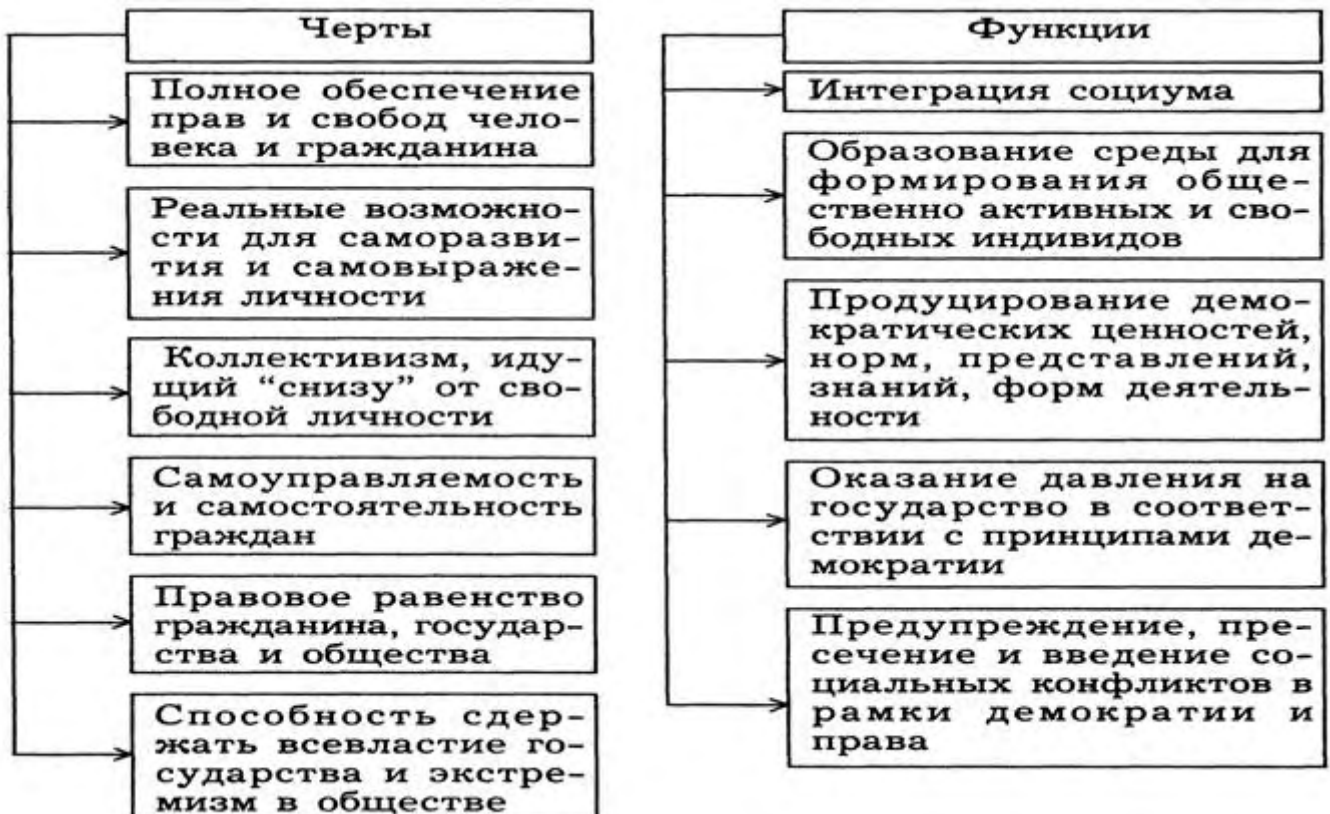 Черты
Полное обеспечение
прав и свобод чело-
века и гражданина
Реальные возможно-
сти для саморазви-
тия и самовыраже-
ния личности
Коллективизм, иду-
щий “снизу” от сво-
бодной личности
Самоуправляемость
и самостоятельность
граждан
Правовое равенство
гражданина, государ-
ства и общества
Способность сдер-
жать всевластие го-
сударства и экстре-
мизм в обществе
Функции
Интеграция социума
Образование среды для
формирования обще-
ственно активных и сво-
бодных индивидов
Продуцирование демо-
кратических ценностей,
норм, представлений,
знаний, форм деятель-
ности
Оказание давления на
государство в соответ-
ствии с принципами де-
мократии
Предупреждение, пре-
сечение и введение со-
циальных конфликтов в
рамки демократии и
права